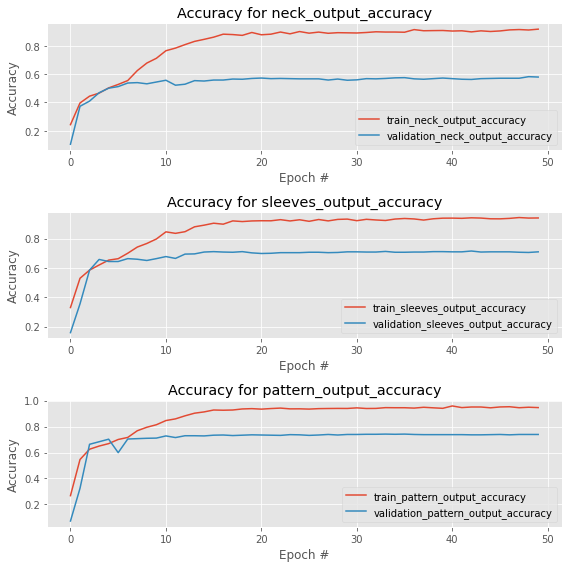 Accuracy for neck_output_accuracy
0.8
0.6
0.4
0.2
Accuracy
train_neck_output_accuracy
validation_neck_output_accuracy
0 10 20 30 40 50
Epoch #
Accuracy for sleeves_output_accuracy
0.8
0.6
0.4
0.2
Accuracy
train_sleeves_output_accuracy
validation_sleeves_output_accuracy
0 10 20 30 40 50
Epoch #
Accuracy for pattern_output_accuracy
1.0
0.8
0.6
0.4
0.2
Accuracy
train_pattern_output_accuracy
validation_pattern_output_accuracy
0 10 20 30 40 50
Epoch #